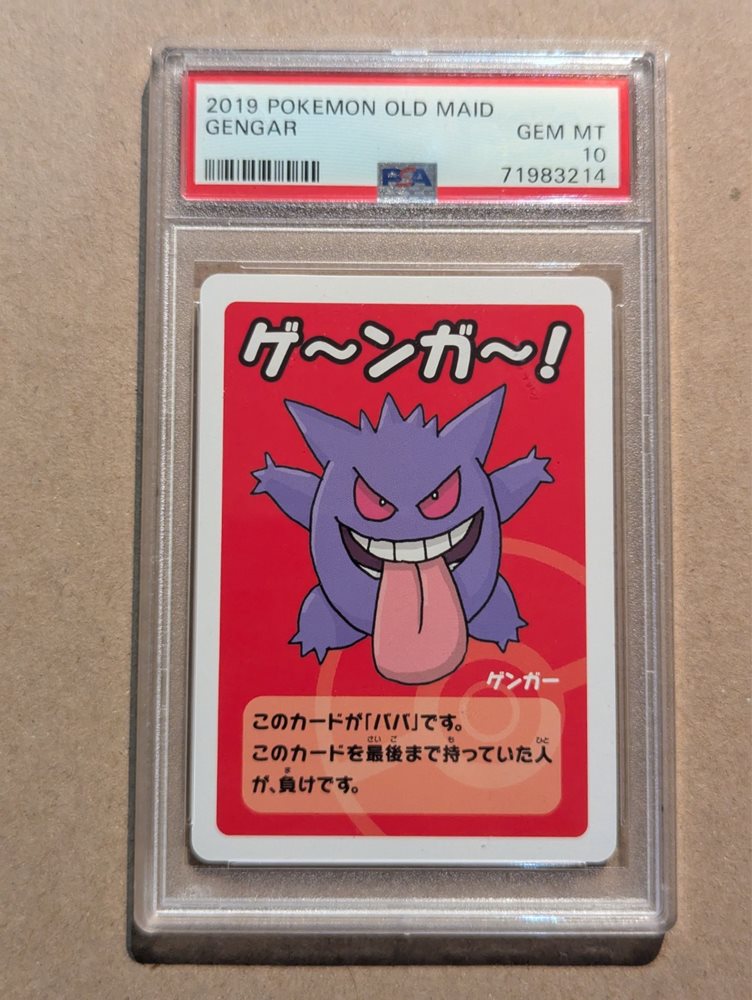 2019 POKEMON OLD MAID
GENGAR
GEM MT
10
PSA
71983214
ゲ〜ンガ〜!
ゲンガー
このカードが「ババ」です。
このカードを最後まで持っていた人
が、負けです。